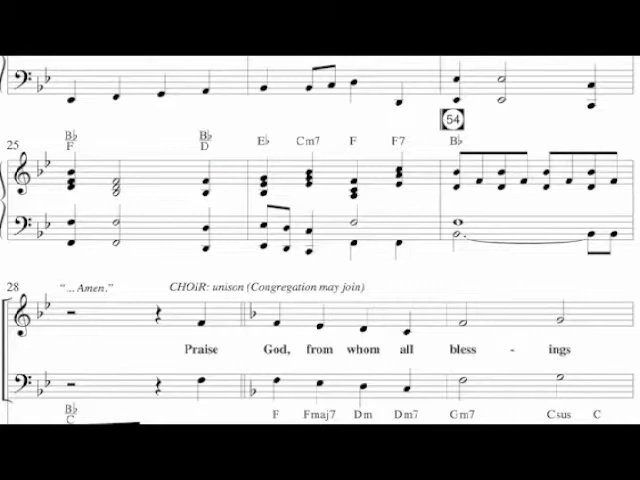 54
25 B♭/F B♭/D E♭ Cm7 F F7 B♭
28 “... Amen.” CHOiR: unison (Congregation may join)
Praise God, from whom all bless - ings
B♭/C F Fmaj7 Dm Dm7 Gm7 Csus C